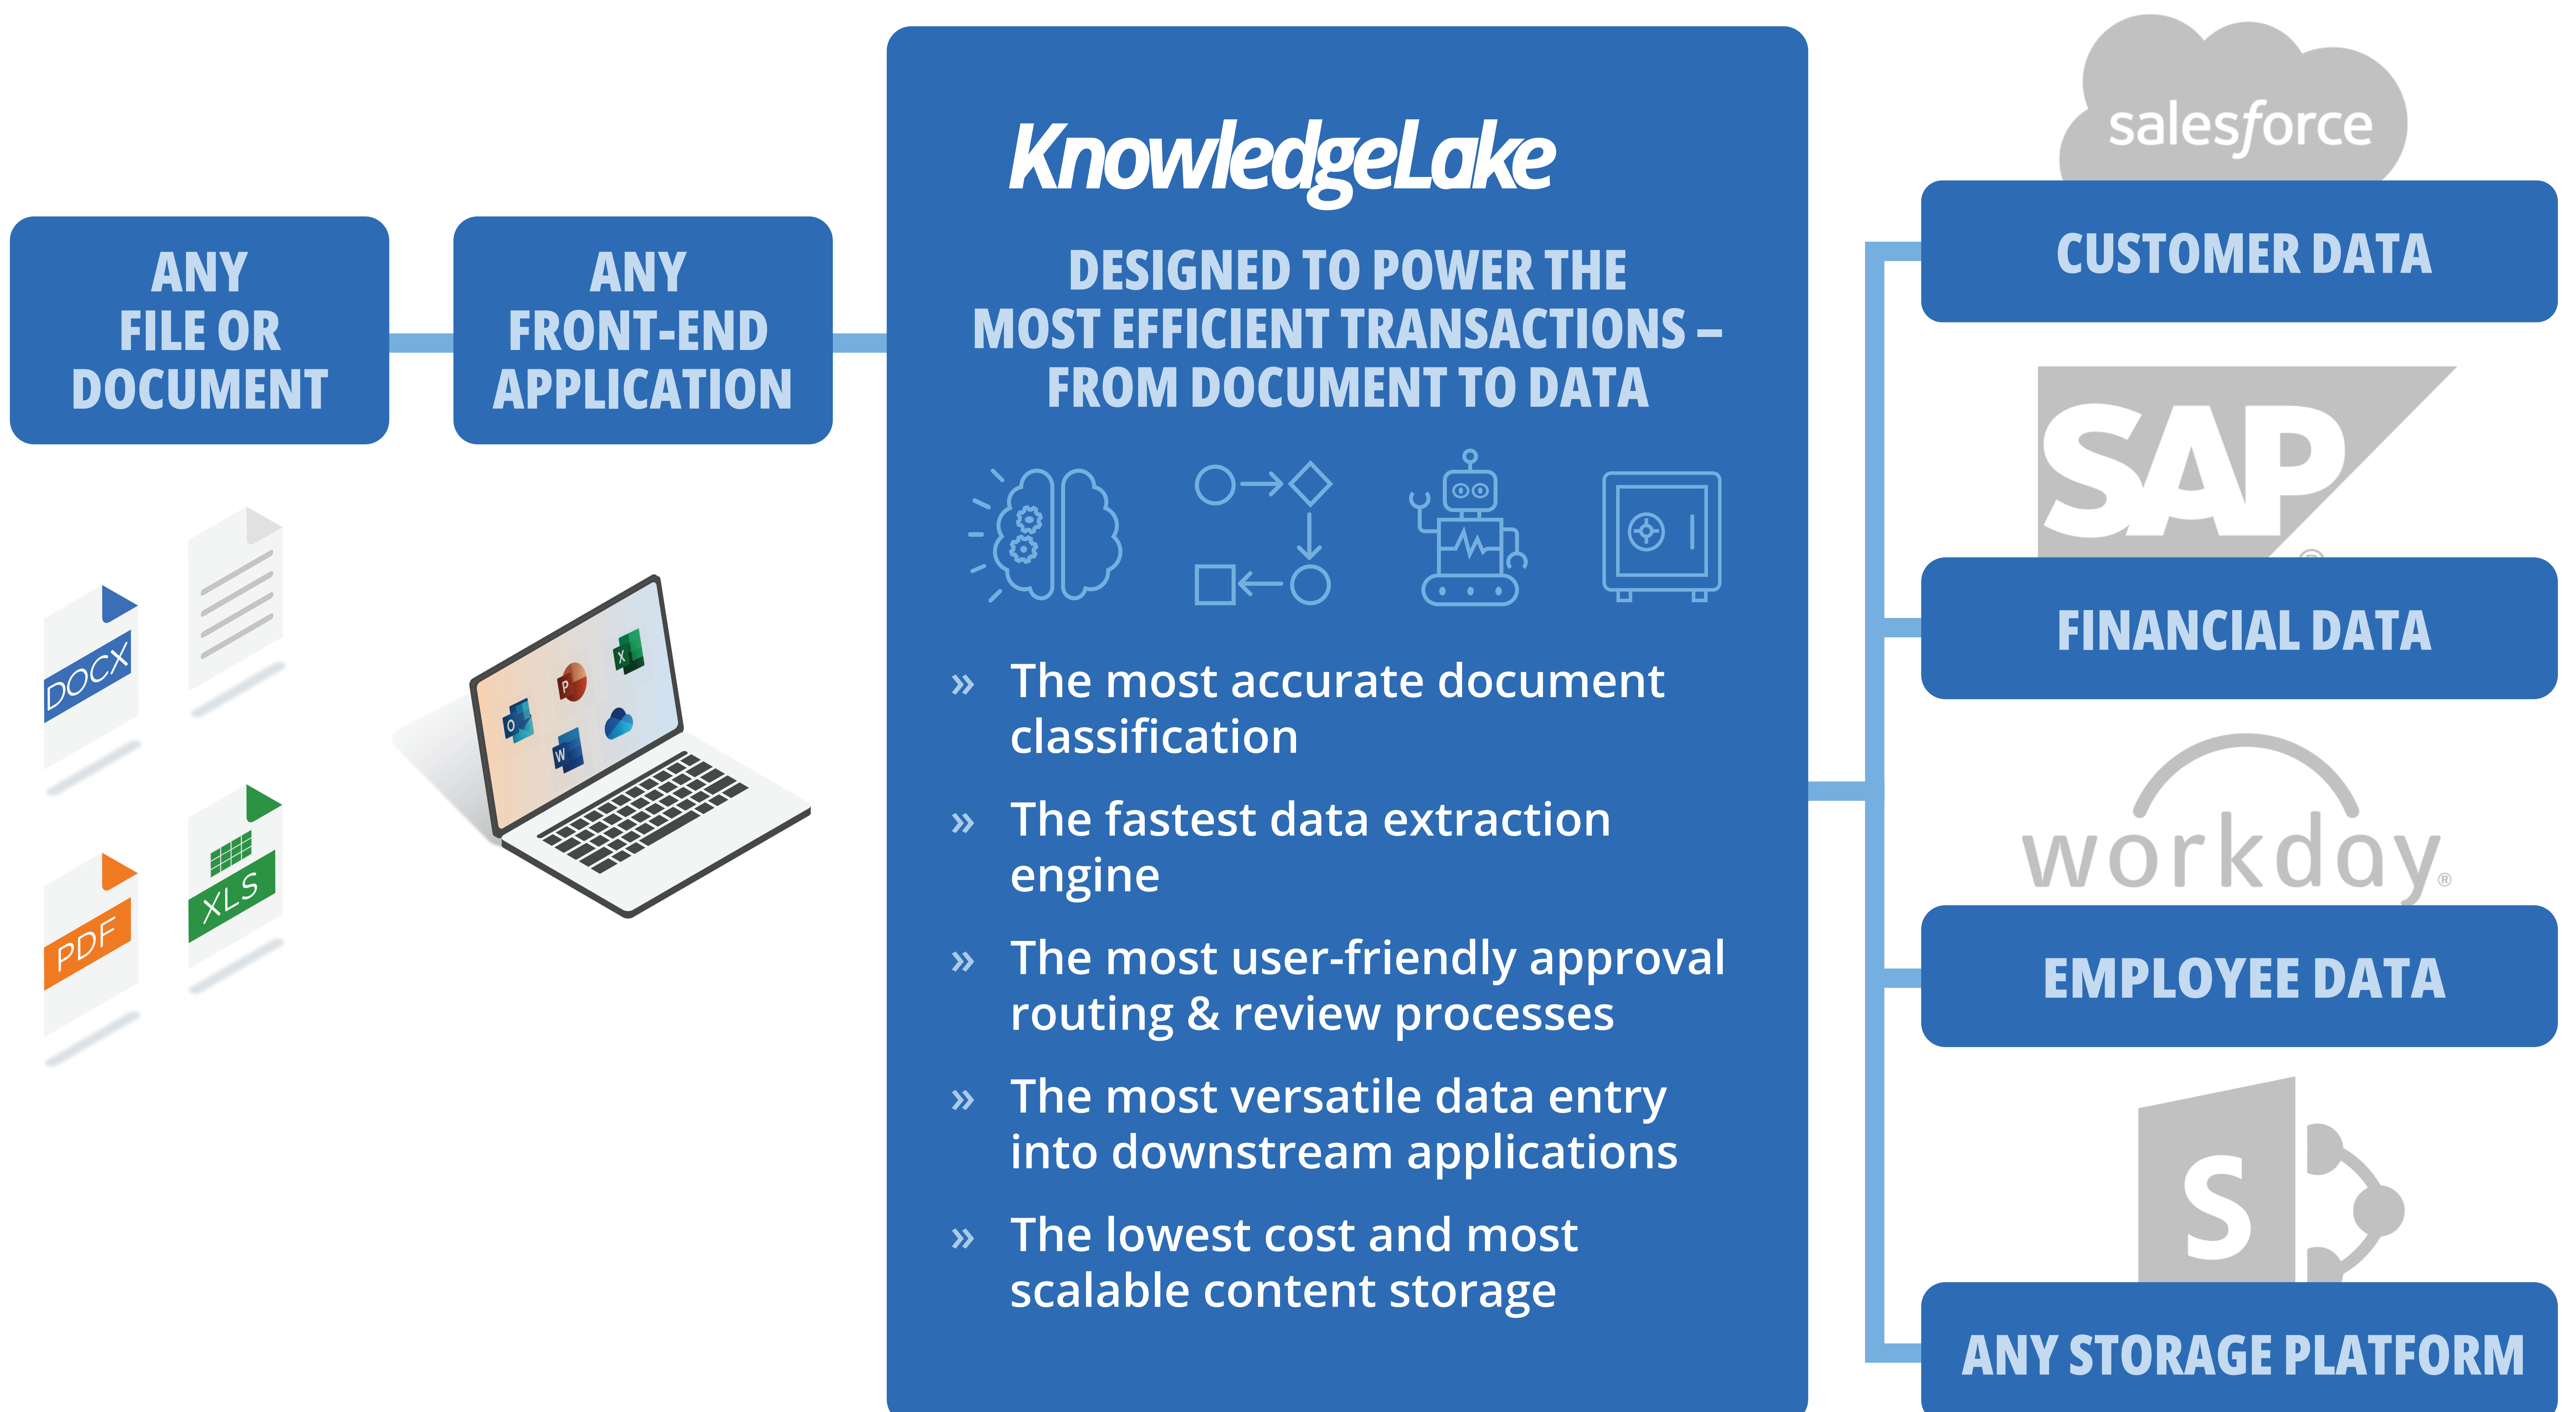 ANY
FILE OR
DOCUMENT
DOCX
PDF
XLS
ANY
FRONT-END
APPLICATION
O
P
X
W
KnowledgeLake
DESIGNED TO POWER THE
MOST EFFICIENT TRANSACTIONS –
FROM DOCUMENT TO DATA
» The most accurate document
classification
» The fastest data extraction
engine
» The most user-friendly approval
routing & review processes
» The most versatile data entry
into downstream applications
» The lowest cost and most
scalable content storage
salesforce
CUSTOMER DATA
SAP
®
FINANCIAL DATA
workday®
EMPLOYEE DATA
S
ANY STORAGE PLATFORM